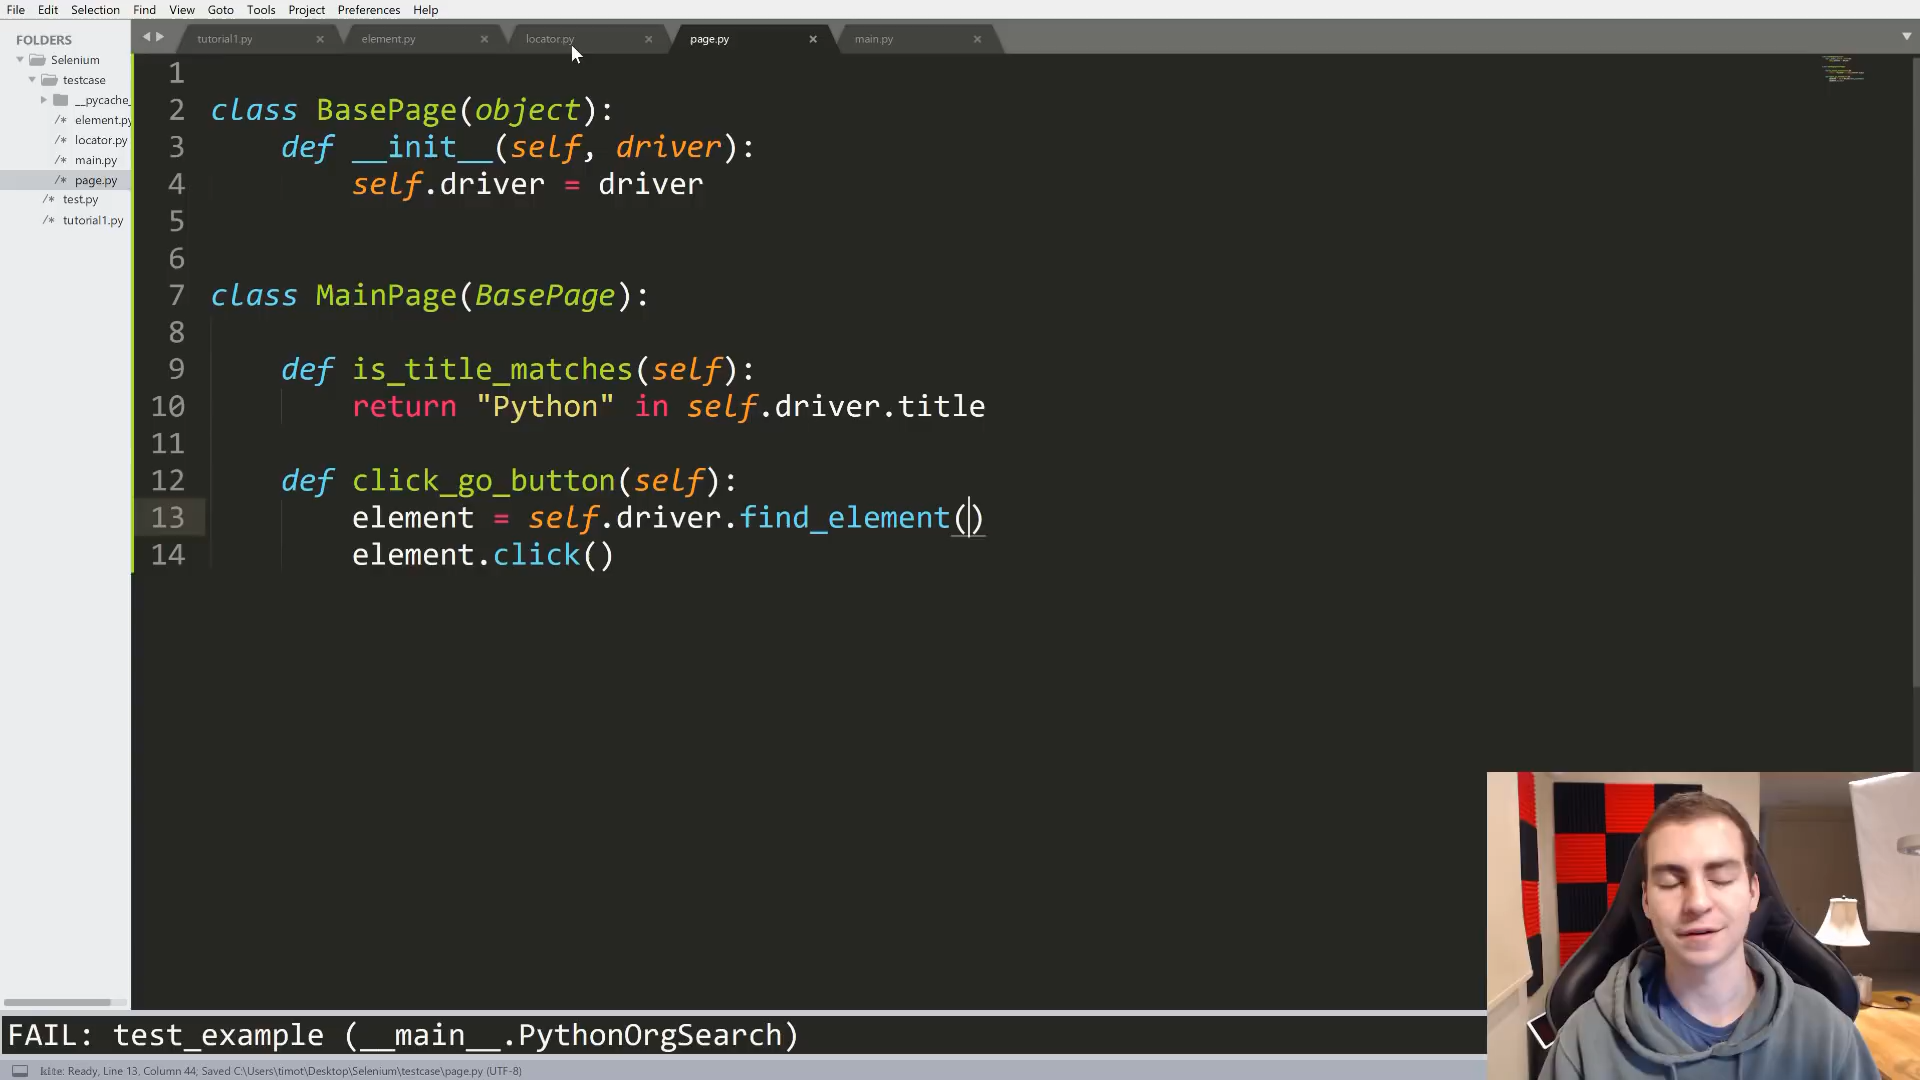 File Edit Selection Find View Goto Tools Project Preferences Help
FOLDERS
Selenium
testcase
__pycache_
/* element.py
/* locator.py
/* main.py
/* page.py
/* test.py
/* tutorial1.py
tutorial1.py × element.py × locator.py × page.py × main.py ×
1
2 class BasePage(object):
3 def __init__(self, driver):
4 self.driver = driver
5
6
7 class MainPage(BasePage):
8
9 def is_title_matches(self):
10 return "Python" in self.driver.title
11
12 def click_go_button(self):
13 element = self.driver.find_element()
14 element.click()
FAIL: test_example (__main__.PythonOrgSearch)
Ready, Line 13, Column 44; Saved C:\Users\timot\Desktop\Selenium\testcase\page.py (UTF-8)